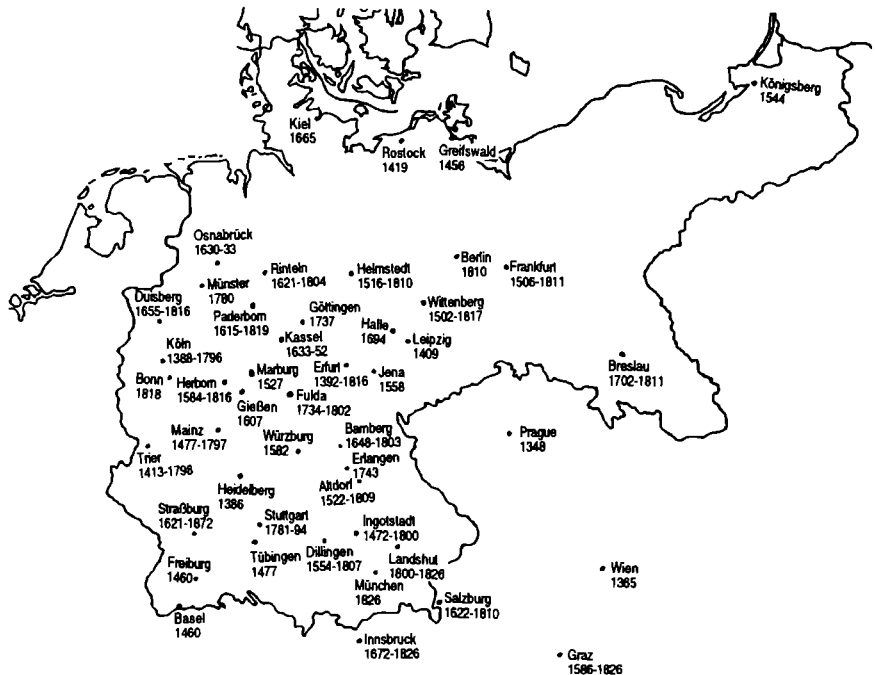 Königsberg
1544
Kiel
1665
Rostock
1419
Greifswald
1456
Osnabrück
1630-33
Rinteln
1621-1804
Helmstedt
1516-1810
Berlin
1810
Frankfurt
1506-1811
Münster
1780
Duisberg
1655-1816
Paderborn
1615-1819
Göttingen
1737
Wittenberg
1502-1817
Halle
1694
Leipzig
1409
Kassel
1633-52
Köln
1388-1796
Marburg
1527
Erfurt
1392-1816
Jena
1558
Breslau
1702-1811
Bonn
1818
Herborn
1584-1816
Gießen
1607
Fulda
1734-1802
Mainz
1477-1797
Würzburg
1582
Bamberg
1648-1803
Prague
1348
Trier
1413-1798
Erlangen
1743
Heidelberg
1386
Altdorf
1522-1809
Straßburg
1621-1872
Stuttgart
1781-94
Ingotstadt
1472-1800
Tübingen
1477
Dillingen
1554-1807
Landshut
1800-1826
Freiburg
1460
München
1826
Wien
1365
Basel
1460
Salzburg
1622-1810
Innsbruck
1672-1826
Graz
1586-1826